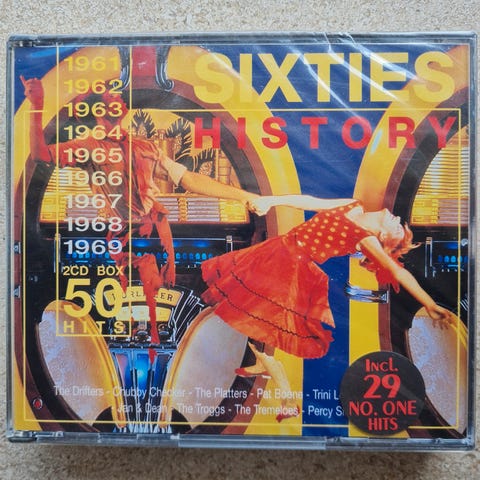 SIXTIES
HISTORY
1961
1962
1963
1964
1965
1966
1967
1968
1969
2CD BOX
50
HITS
The Drifters - Chubby Checker - The Platters - Pat Boone - Trini
Jan & Dean - The Troggs - The Tremeloes - Percy
Incl.
29
NO. ONE
HITS